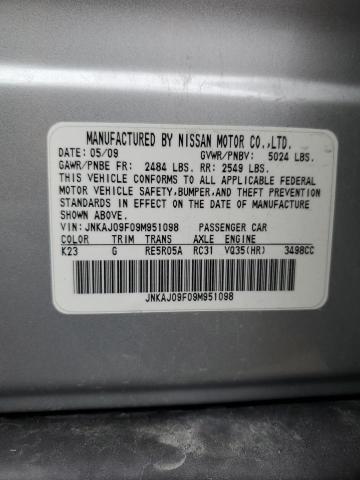 MANUFACTURED BY NISSAN MOTOR CO.,LTD.
DATE: 05/09 GVWR/PNBV: 5024 LBS.
GAWR/PNBE FR: 2484 LBS. RR: 2549 LBS.
THIS VEHICLE CONFORMS TO ALL APPLICABLE FEDERAL
MOTOR VEHICLE SAFETY,BUMPER,AND THEFT PREVENTION
STANDARDS IN EFFECT ON THE DATE OF MANUFACTURE
SHOWN ABOVE.
VIN: JNKAJ09F09M951098 PASSENGER CAR
COLOR TRIM TRANS AXLE ENGINE
K23 G RE5R05A RC31 VQ35(HR) 3498CC
JNKAJ09F09M951098